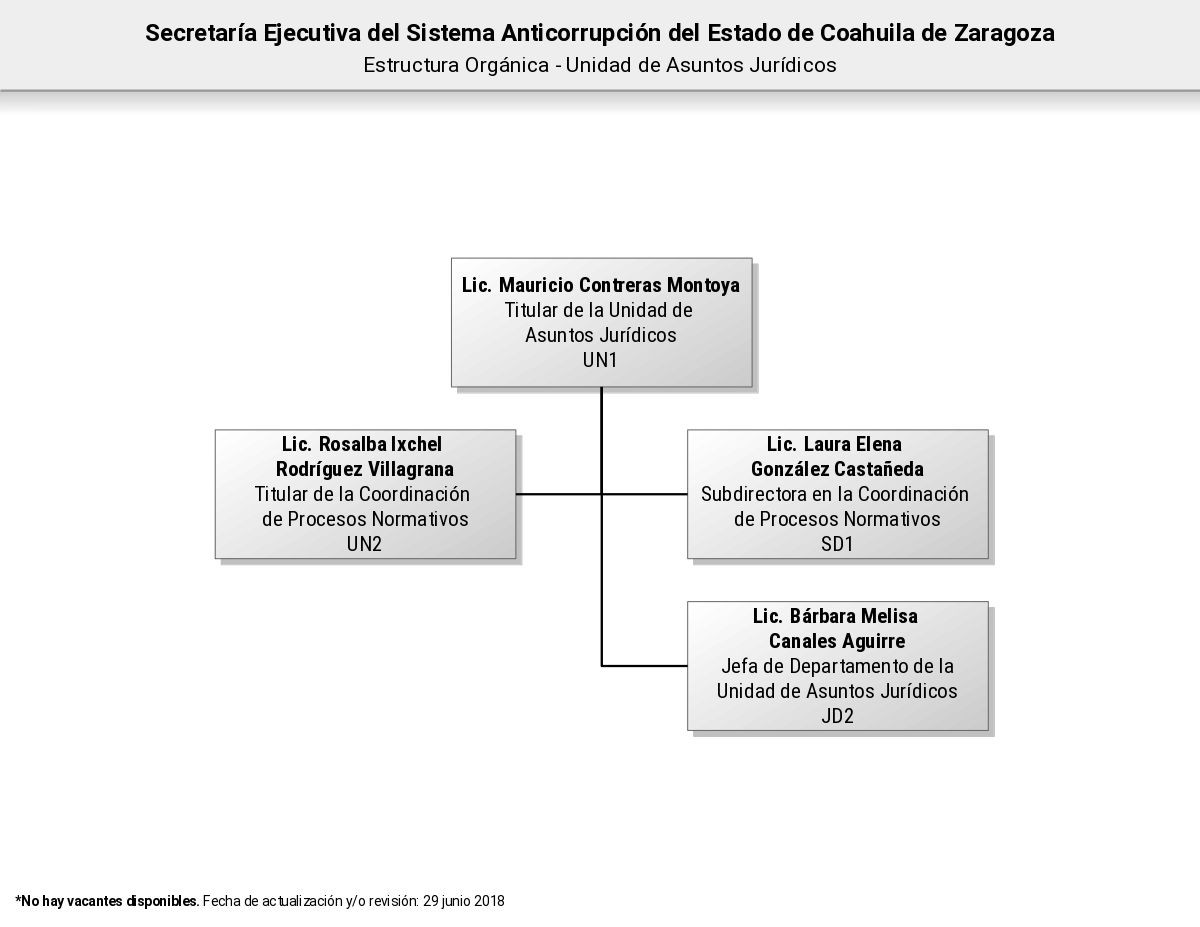 Secretaría Ejecutiva del Sistema Anticorrupción del Estado de Coahuila de Zaragoza
Estructura Orgánica - Unidad de Asuntos Jurídicos
Lic. Mauricio Contreras Montoya
Titular de la Unidad de
Asuntos Jurídicos
UN1
Lic. Rosalba Ixchel
Rodríguez Villagrana
Titular de la Coordinación
de Procesos Normativos
UN2
Lic. Laura Elena
González Castañeda
Subdirectora en la Coordinación
de Procesos Normativos
SD1
Lic. Bárbara Melisa
Canales Aguirre
Jefa de Departamento de la
Unidad de Asuntos Jurídicos
JD2
*No hay vacantes disponibles. Fecha de actualización y/o revisión: 29 junio 2018